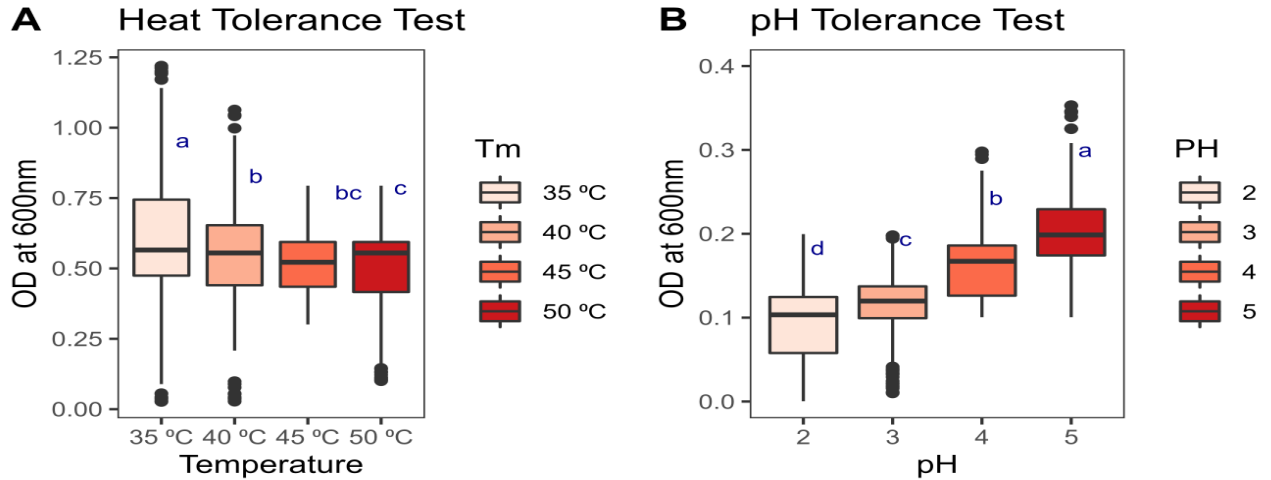 A Heat Tolerance Test
OD at 600nm
1.25
1.00
0.75
0.50
0.25
0.00
a
b
bc
c
35 ºC 40 ºC 45 ºC 50 ºC
Temperature
Tm
35 ºC
40 ºC
45 ºC
50 ºC
B pH Tolerance Test
OD at 600nm
0.4
0.3
0.2
0.1
0.0
d
c
b
a
2 3 4 5
pH
PH
2
3
4
5